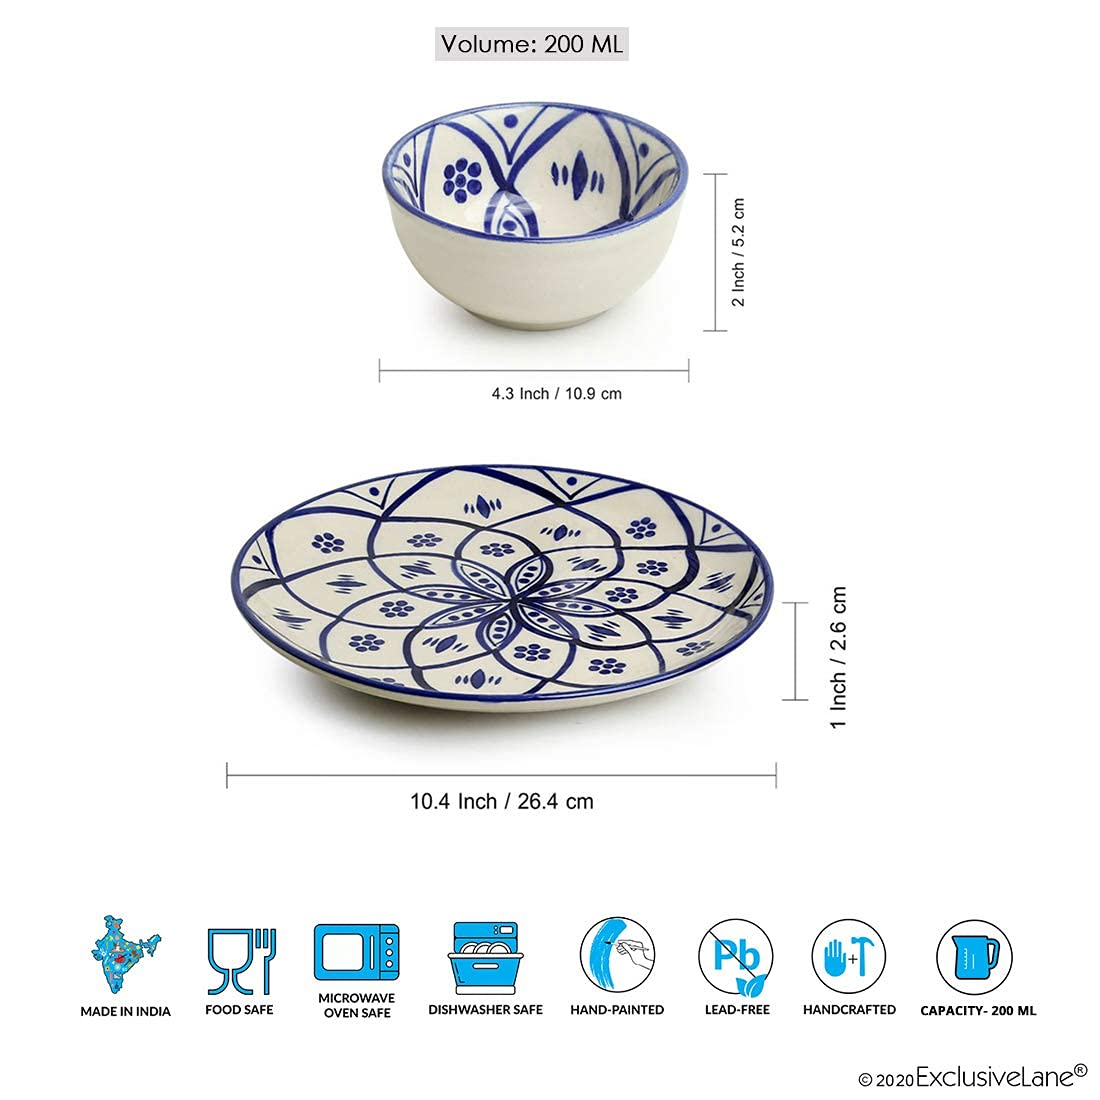 Volume: 200 ML
2 Inch / 5.2 cm
4.3 Inch / 10.9 cm
1 Inch / 2.6 cm
10.4 Inch / 26.4 cm
Pb
+
MADE IN INDIA
FOOD SAFE
MICROWAVE
OVEN SAFE
DISHWASHER SAFE
HAND-PAINTED
LEAD-FREE
HANDCRAFTED
CAPACITY- 200 ML
© 2020ExclusiveLane®